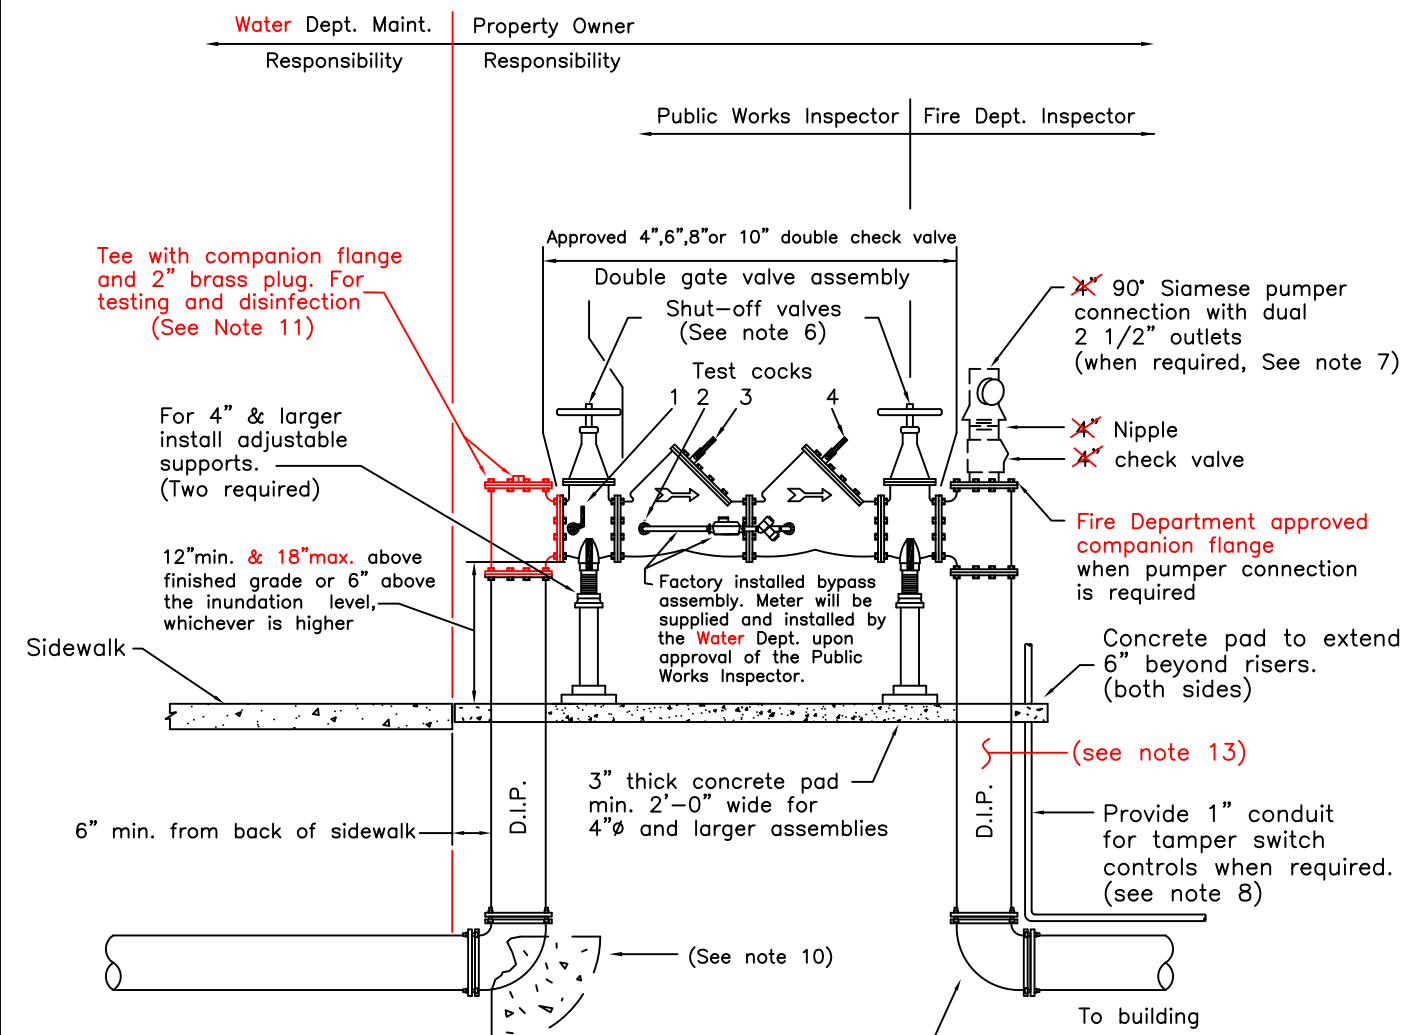 Water Dept. Maint.
Responsibility
Property Owner
Responsibility
Public Works Inspector
Fire Dept. Inspector
Approved 4",6",8"or 10" double check valve
Double gate valve assembly
Shut-off valves
(See note 6)
Test cocks
1
2
3
4
Tee with companion flange
and 2" brass plug. For
testing and disinfection
(See Note 11)
For 4" & larger
install adjustable
supports.
(Two required)
12"min. & 18"max. above
finished grade or 6" above
the inundation level,
whichever is higher
Sidewalk
Factory installed bypass
assembly. Meter will be
supplied and installed by
the Water Dept. upon
approval of the Public
Works Inspector.
4" 90° Siamese pumper
connection with dual
2 1/2" outlets
(when required, See note 7)
4" Nipple
4" check valve
Fire Department approved
companion flange
when pumper connection
is required
Concrete pad to extend
6" beyond risers.
(both sides)
(see note 13)
3" thick concrete pad
min. 2'-0" wide for
4"ø and larger assemblies
6" min. from back of sidewalk
D.I.P.
D.I.P.
Provide 1" conduit
for tamper switch
controls when required.
(see note 8)
(See note 10)
To building